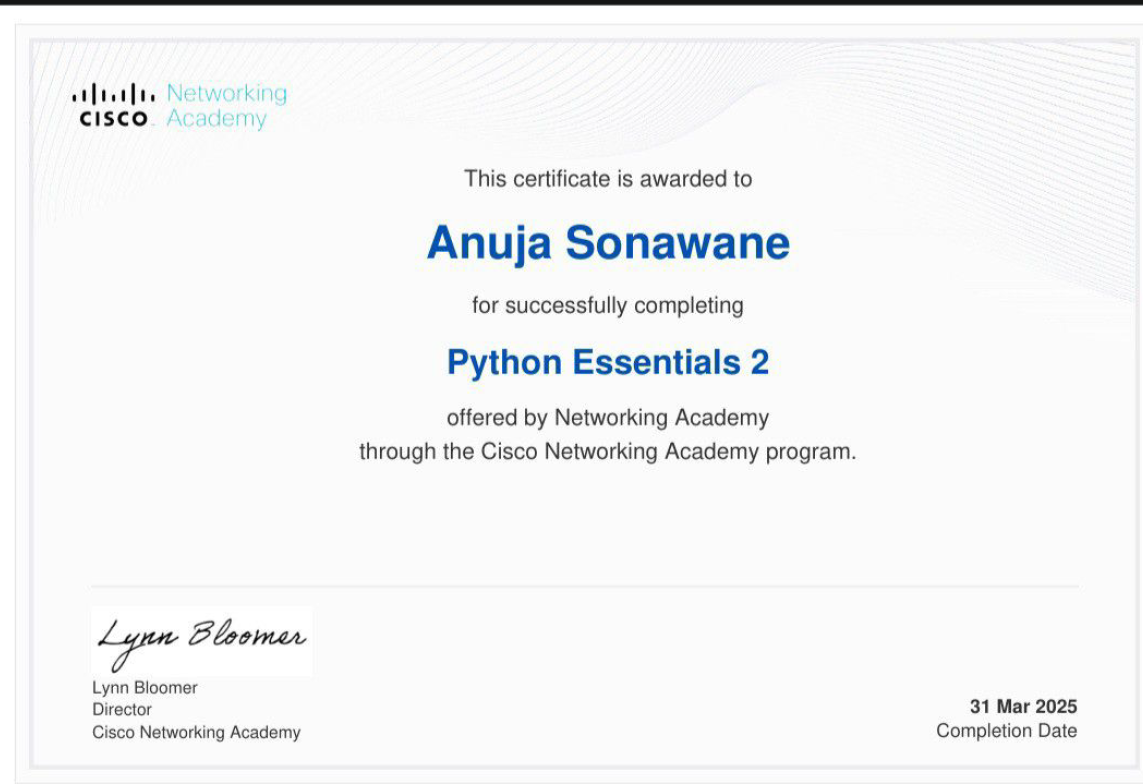 Networking
CISCO Academy
This certificate is awarded to
Anuja Sonawane
for successfully completing
Python Essentials 2
offered by Networking Academy
through the Cisco Networking Academy program.
Lynn Bloomer
Lynn Bloomer
Director
Cisco Networking Academy
31 Mar 2025
Completion Date